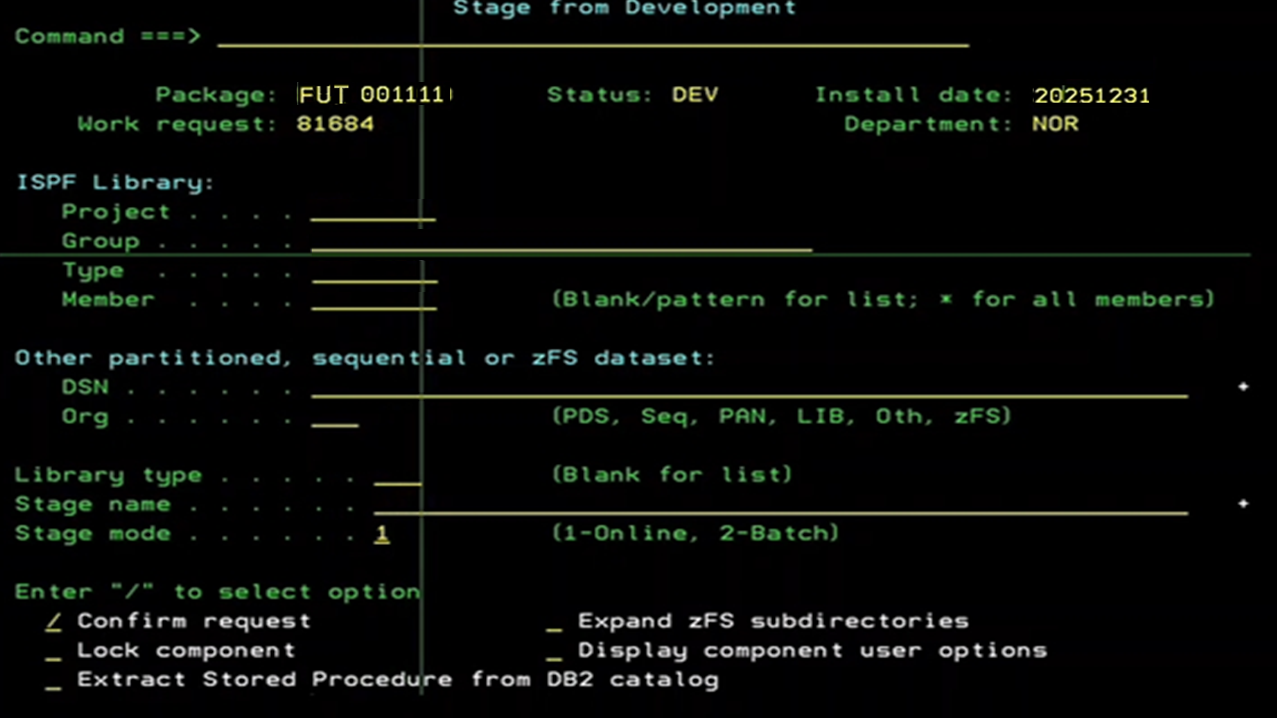 Stage from Development
Command ===>
Package: FUT 001111 Status: DEV Install date: 20251231
Work request: 81684 Department: NOR
ISPF Library:
Project . . . .
Group . . . . .
Type . . . . .
Member . . . . (Blank/pattern for list; * for all members)
Other partitioned, sequential or zFS dataset:
DSN . . . . . . +
Org . . . . . . (PDS, Seq, PAN, LIB, Oth, zFS)
Library type . . . . . (Blank for list)
Stage name . . . . . . +
Stage mode . . . . . . 1 (1-Online, 2-Batch)
Enter "/" to select option
/ Confirm request _ Expand zFS subdirectories
_ Lock component _ Display component user options
_ Extract Stored Procedure from DB2 catalog